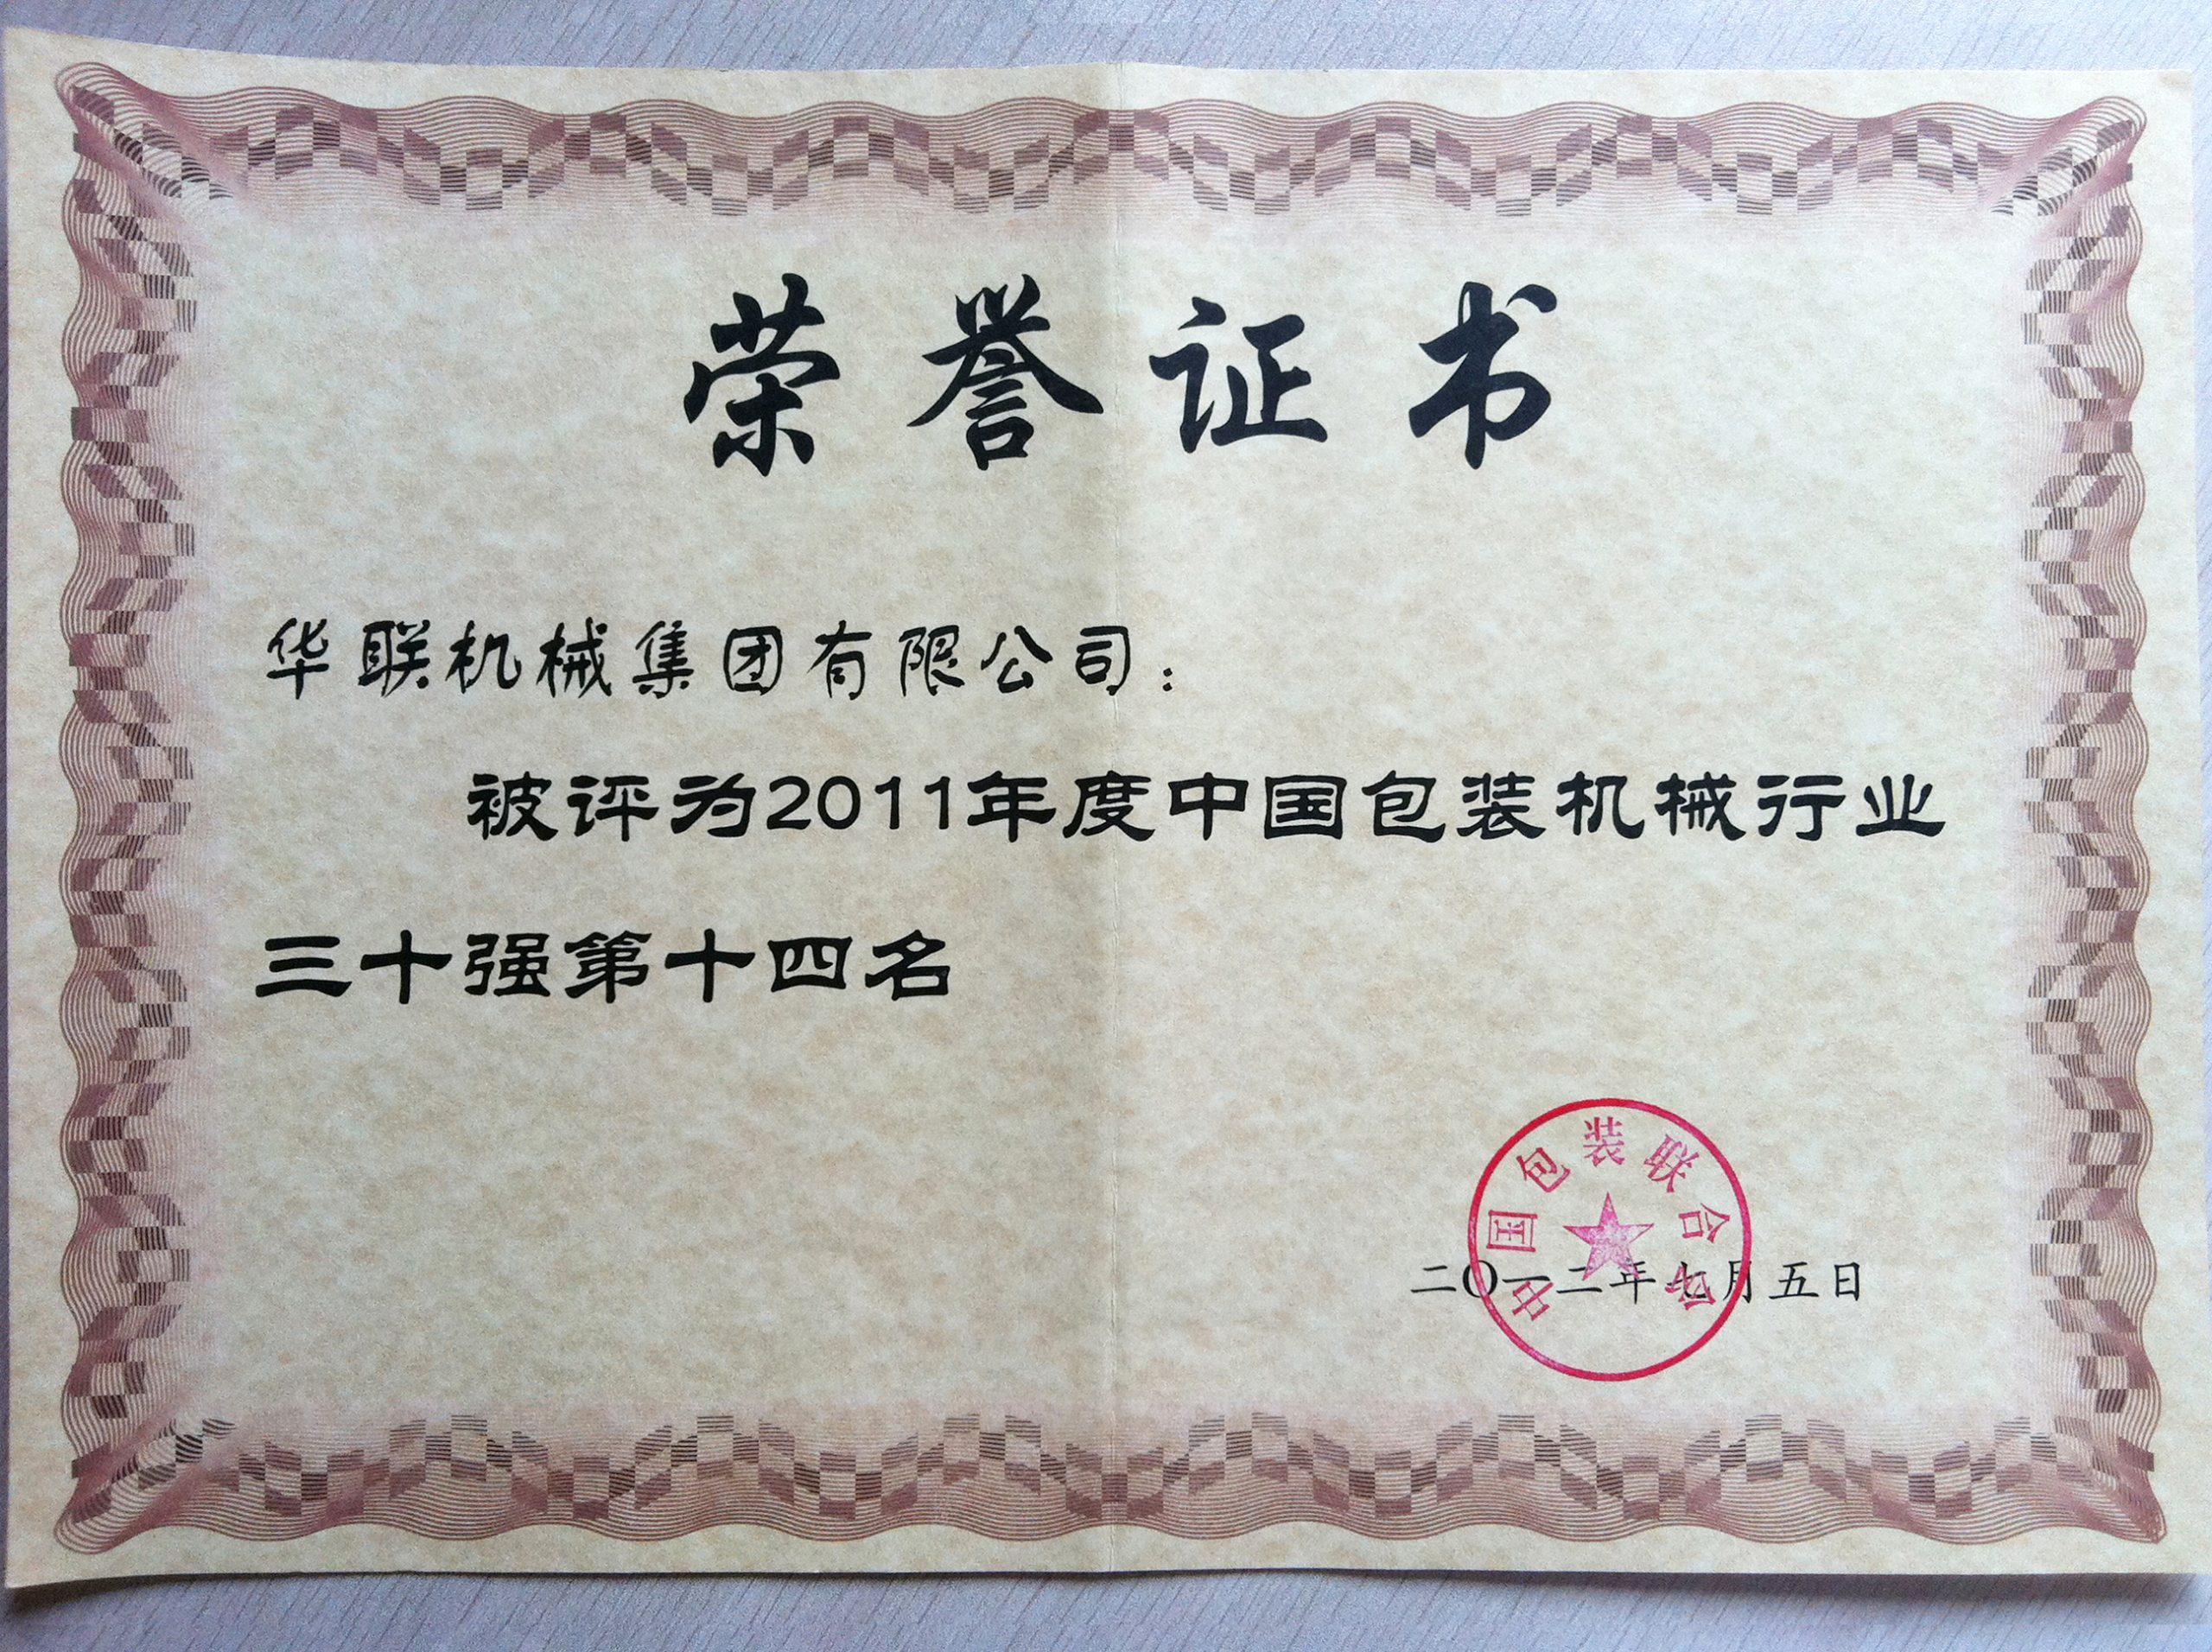 荣誉证书
华联机械集团有限公司：
被评为2011年度中国包装机械行业
三十强第十四名
中国包装联合会
二〇一二年七月五日